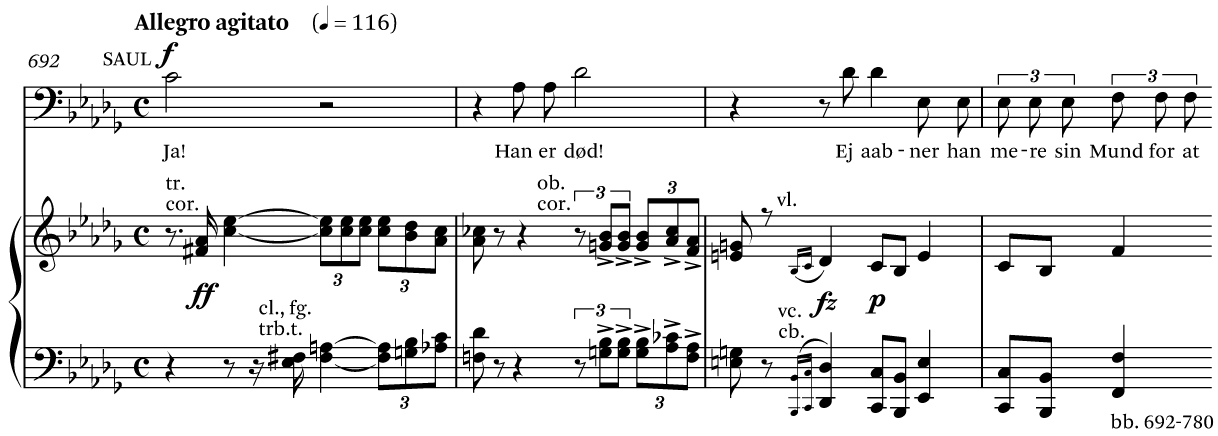 Allegro agitato (♩ = 116)
692 SAUL f
Ja! Han er død! Ej aab - ner han me - re sin Mund for at
tr.
cor.
ob.
cor.
vl.
3 3 3 3 3 3
ff fz p
cl., fg.
trb.t.
vc.
cb.
3 3 3
bb. 692-780